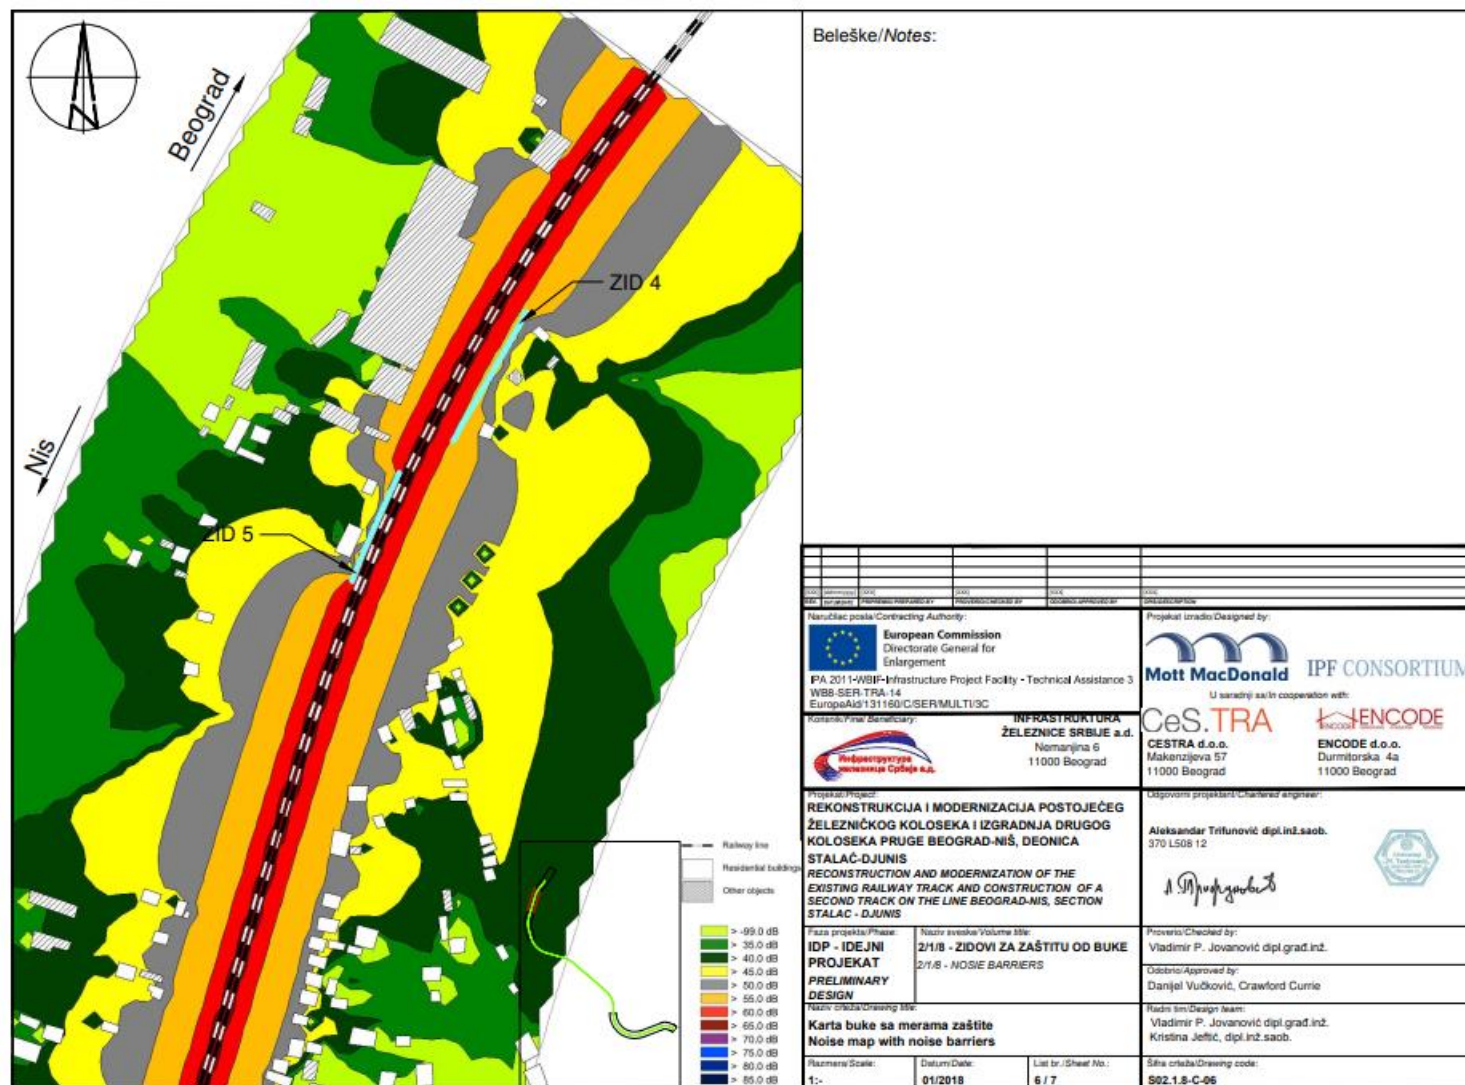 Beleške/Notes:
Beograd
Nis
ZID 4
ZID 5
Railway line
Residential buildings
Other objects
> -99.0 dB
> 35.0 dB
> 40.0 dB
> 45.0 dB
> 50.0 dB
> 55.0 dB
> 60.0 dB
> 65.0 dB
> 70.0 dB
> 75.0 dB
> 80.0 dB
> 85.0 dB
Naručilac posla/Contracting Authority:
European Commission
Directorate General for
Enlargement
IPA 2011-WBIF-Infrastructure Project Facility - Technical Assistance 3
WB8-SER-TRA-14
EuropeAid/131160/C/SER/MULTI/3C
Projekat izradio/Designed by:
Mott MacDonald
IPF CONSORTIUM
U saradnji sa/In cooperation with:
CeS.TRA
ENCODE
CESTRA d.o.o.
Makenzijeva 57
11000 Beograd
ENCODE d.o.o.
Durmitorska 4a
11000 Beograd
Korisnik/Final Beneficiary:
INFRASTRUKTURA
ŽELEZNICE SRBIJE a.d.
Nemanjina 6
11000 Beograd
Инфраструктура
железнице Србије а.д.
Projekat/Project:
REKONSTRUKCIJA I MODERNIZACIJA POSTOJEĆEG
ŽELEZNIČKOG KOLOSEKA I IZGRADNJA DRUGOG
KOLOSEKA PRUGE BEOGRAD-NIŠ, DEONICA
STALAĆ-DJUNIS
RECONSTRUCTION AND MODERNIZATION OF THE
EXISTING RAILWAY TRACK AND CONSTRUCTION OF A
SECOND TRACK ON THE LINE BEOGRAD-NIS, SECTION
STALAC - DJUNIS
Odgovorni projektant/Chartered engineer:
Aleksandar Trifunović dipl.inž.saob.
370 L508 12
Faza projekta/Phase:
IDP - IDEJNI
PROJEKAT
PRELIMINARY
DESIGN
Naziv sveska/Volume title:
2/1/8 - ZIDOVI ZA ZAŠTITU OD BUKE
2/1/8 - NOSIE BARRIERS
Proverio/Checked by:
Vladimir P. Jovanović dipl.građ.inž.
Odobrio/Approved by:
Danijel Vučković, Crawford Currie
Naziv crteža/Drawing title:
Karta buke sa merama zaštite
Noise map with noise barriers
Radni tim/Design team:
Vladimir P. Jovanović dipl.građ.inž.
Kristina Jeftić, dipl.inž.saob.
Razmera/Scale:
1:-
Datum/Date:
01/2018
List br./Sheet No.:
6 / 7
Šifra crteža/Drawing code:
S02.1.8-C-06